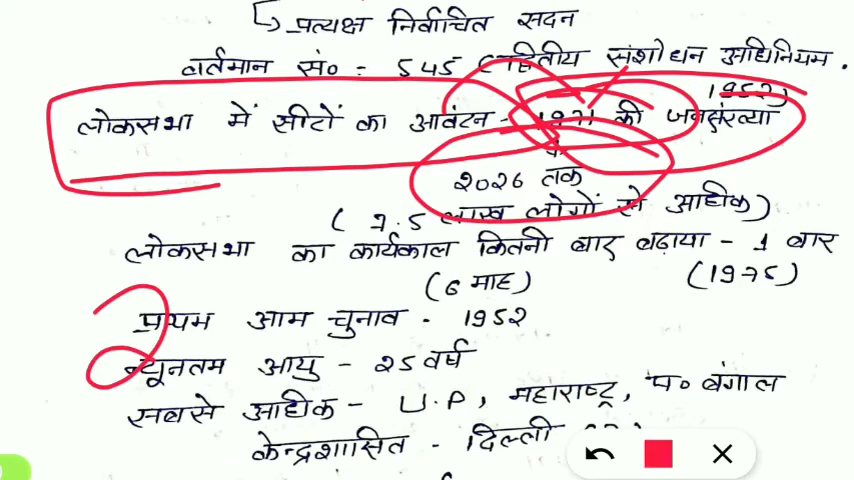 प्रत्यक्ष निर्वाचित सदन
वर्तमान सं० = 545 (द्वितीय संशोधन अधिनियम.
1952)
लोकसभा में सीटों का आवंटन - 1971 की जनसंख्या
2026 तक
(7.5 लाख लोगों से अधिक)
लोकसभा का कार्यकाल कितनी बार बढ़ाया - 1 बार
(6 माह) (1975)
प्रथम आम चुनाव - 1952
न्यूनतम आयु - 25 वर्ष
सबसे अधिक - U.P, महाराष्ट्र, प० बंगाल
केन्द्रशासित - दिल्ली